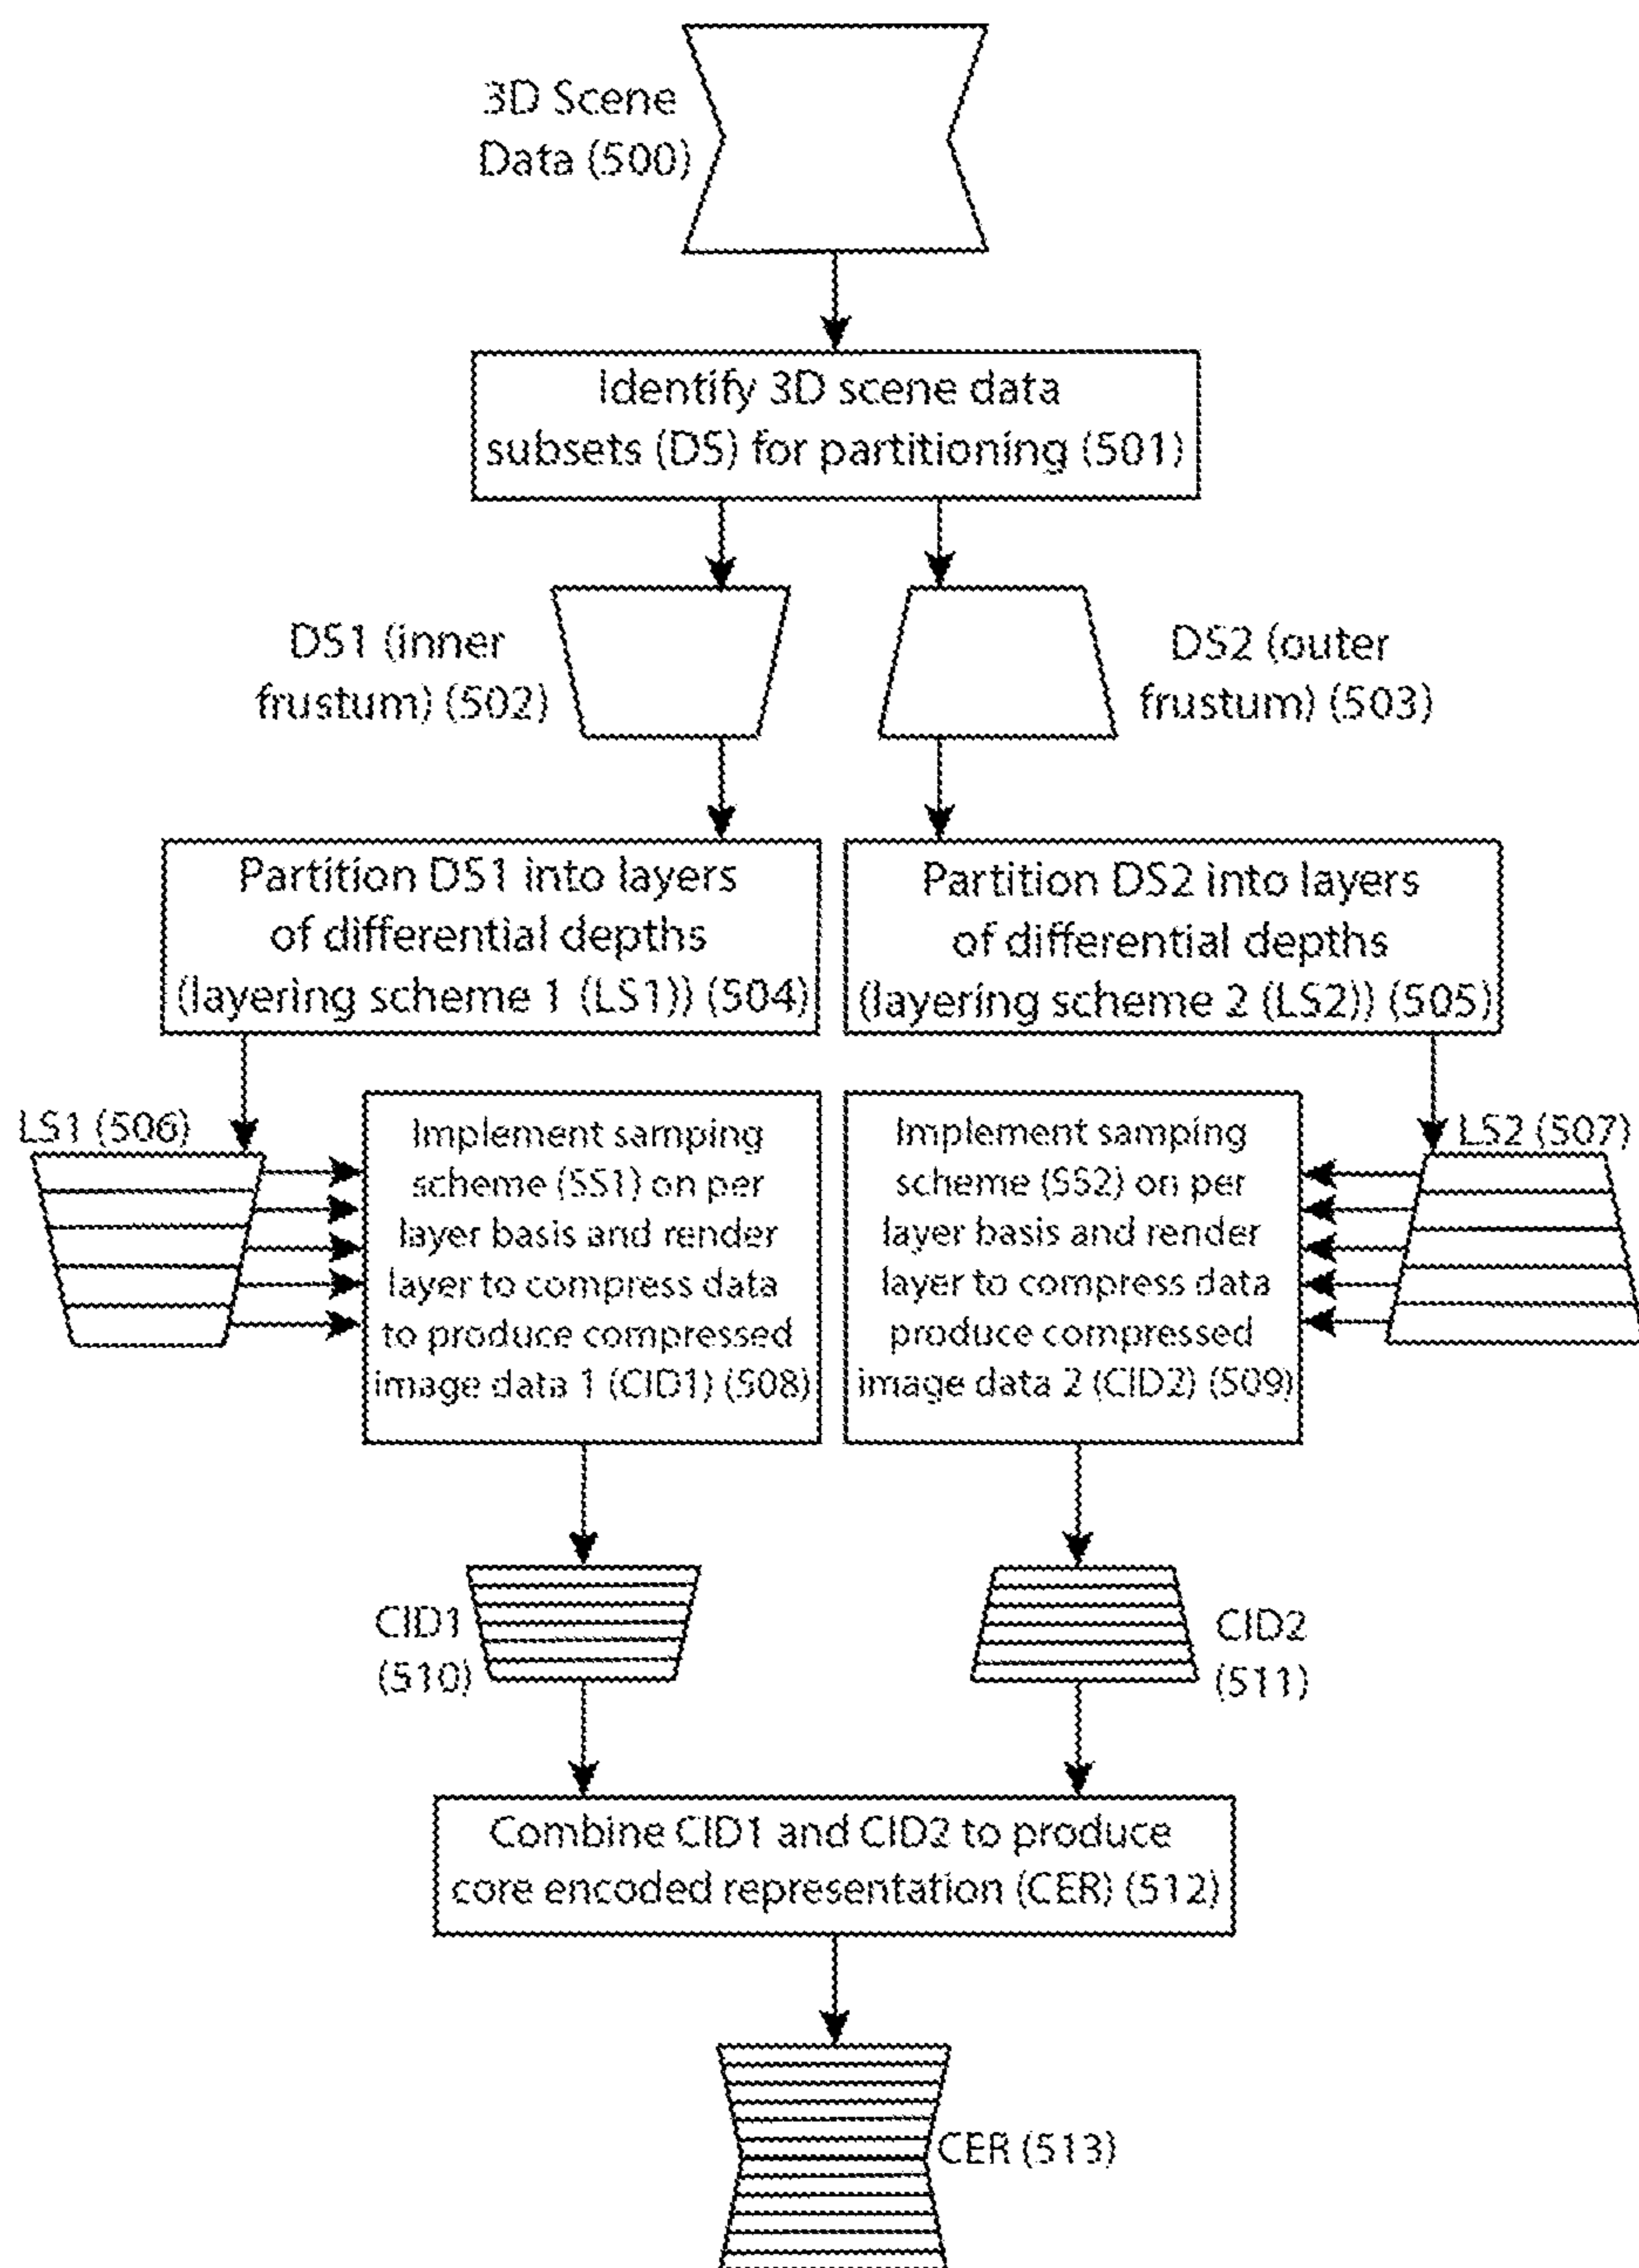 3D Scene
Data (500)
Identify 3D scene data
subsets (DS) for partitioning (501)
DS1 (inner
frustum) (502)
DS2 (outer
frustum) (503)
Partition DS1 into layers
of differential depths
(layering scheme 1 (LS1)) (504)
Partition DS2 into layers
of differential depths
(layering scheme 2 (LS2)) (505)
LS1 (506)
Implement samping
scheme (SS1) on per
layer basis and render
layer to compress data
to produce compressed
image data 1 (CID1) (508)
Implement samping
scheme (SS2) on per
layer basis and render
layer to compress data
produce compressed
image data 2 (CID2) (509)
LS2 (507)
CID1
(510)
CID2
(511)
Combine CID1 and CID2 to produce
core encoded representation (CER) (512)
CER (513)